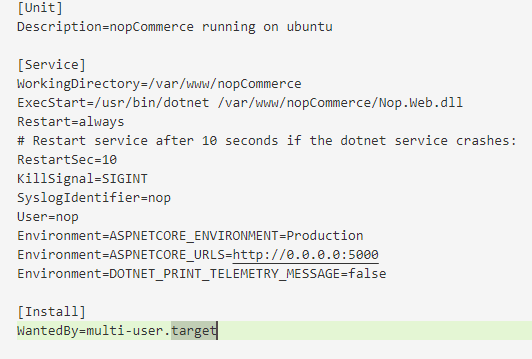 [Unit]
Description=nopCommerce running on ubuntu
[Service]
WorkingDirectory=/var/www/nopCommerce
ExecStart=/usr/bin/dotnet /var/www/nopCommerce/Nop.Web.dll
Restart=always
# Restart service after 10 seconds if the dotnet service crashes:
RestartSec=10
KillSignal=SIGINT
SyslogIdentifier=nop
User=nop
Environment=ASPNETCORE_ENVIRONMENT=Production
Environment=ASPNETCORE_URLS=http://0.0.0.0:5000
Environment=DOTNET_PRINT_TELEMETRY_MESSAGE=false
[Install]
WantedBy=multi-user.target